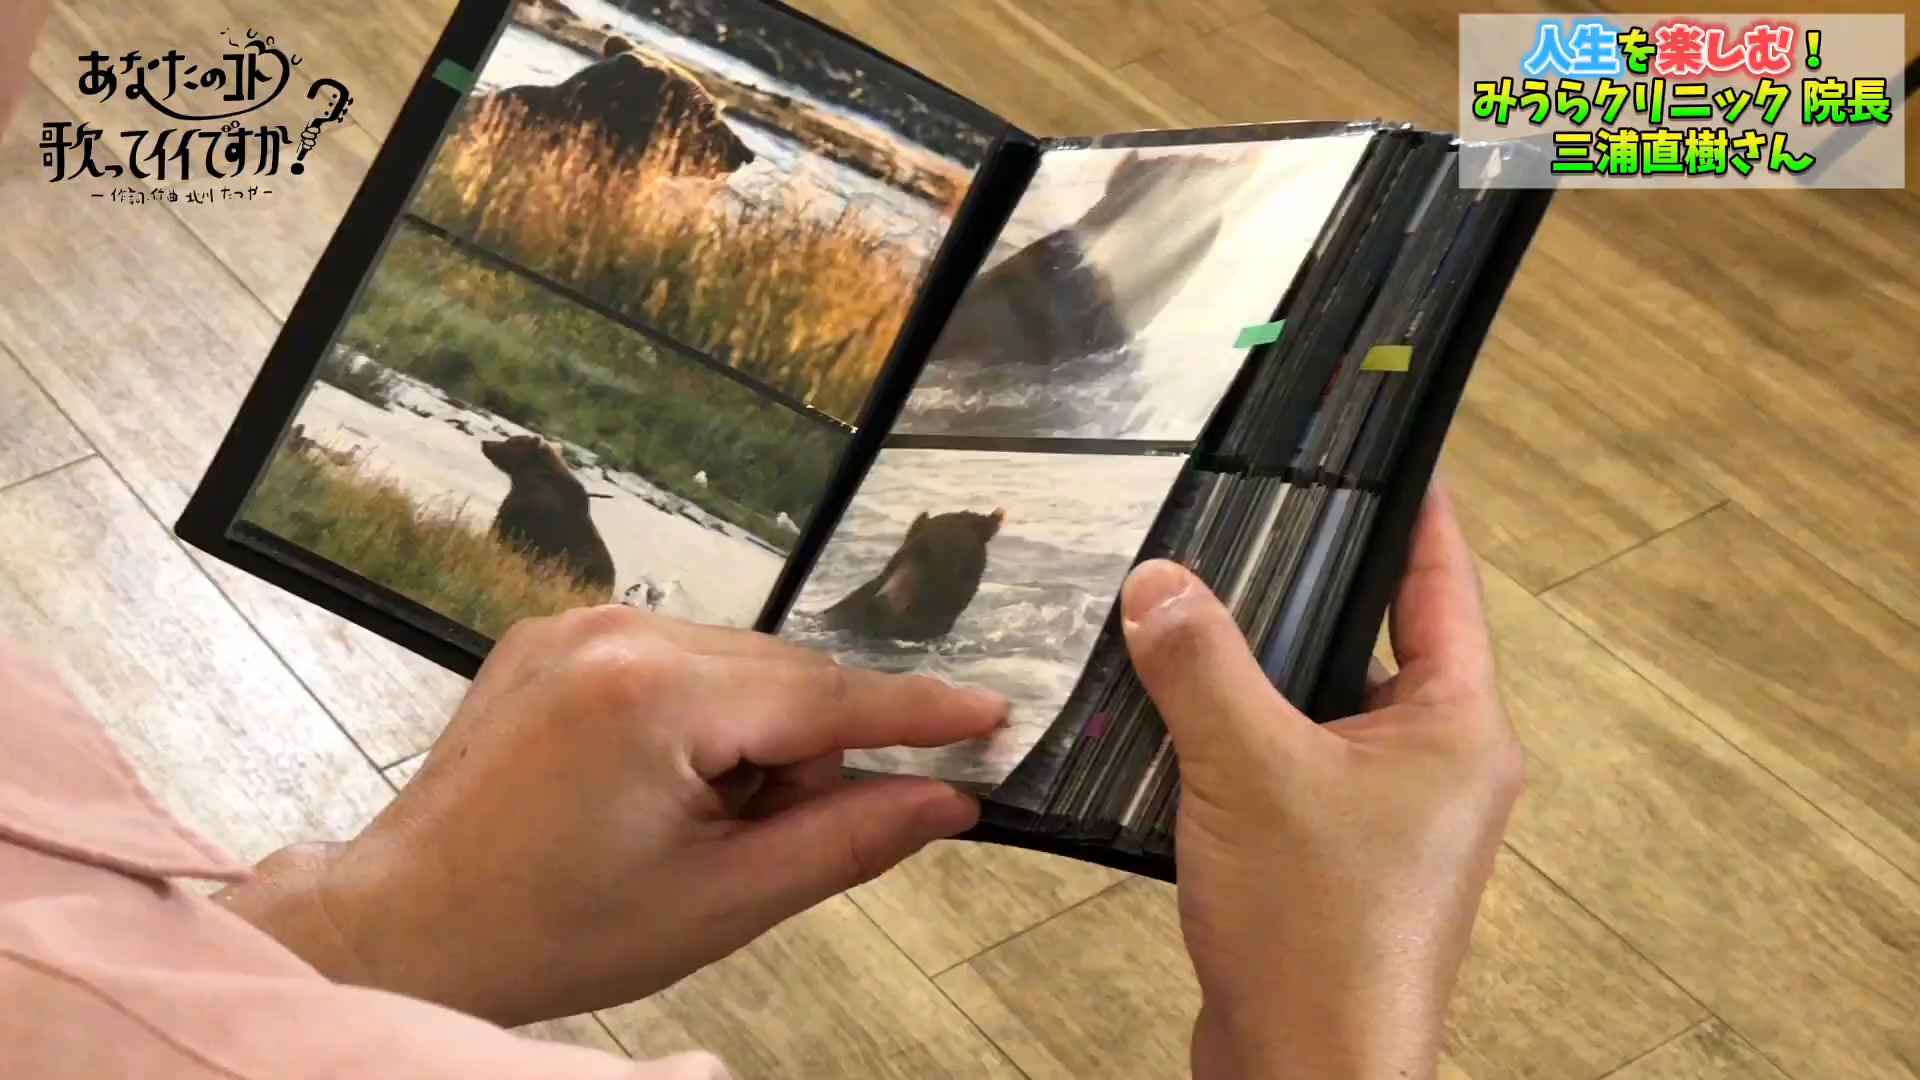 あなたのコト
歌ってイイですか?
ー作詞.作曲 北川たつやー
人生を楽しむ！
みうらクリニック 院長
三浦直樹さん